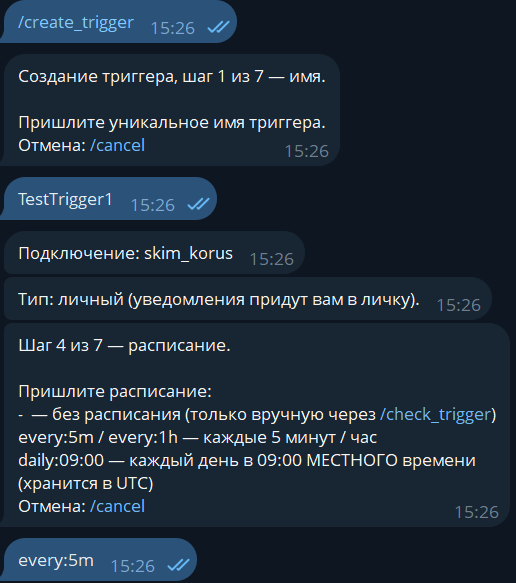 /create_trigger 15:26
Создание триггера, шаг 1 из 7 — имя.
Пришлите уникальное имя триггера.
Отмена: /cancel
15:26
TestTrigger1 15:26
Подключение: skim_korus 15:26
Тип: личный (уведомления придут вам в личку). 15:26
Шаг 4 из 7 — расписание.
Пришлите расписание:
- — без расписания (только вручную через /check_trigger)
every:5m / every:1h — каждые 5 минут / час
daily:09:00 — каждый день в 09:00 МЕСТНОГО времени
(хранится в UTC)
Отмена: /cancel
15:26
every:5m 15:26